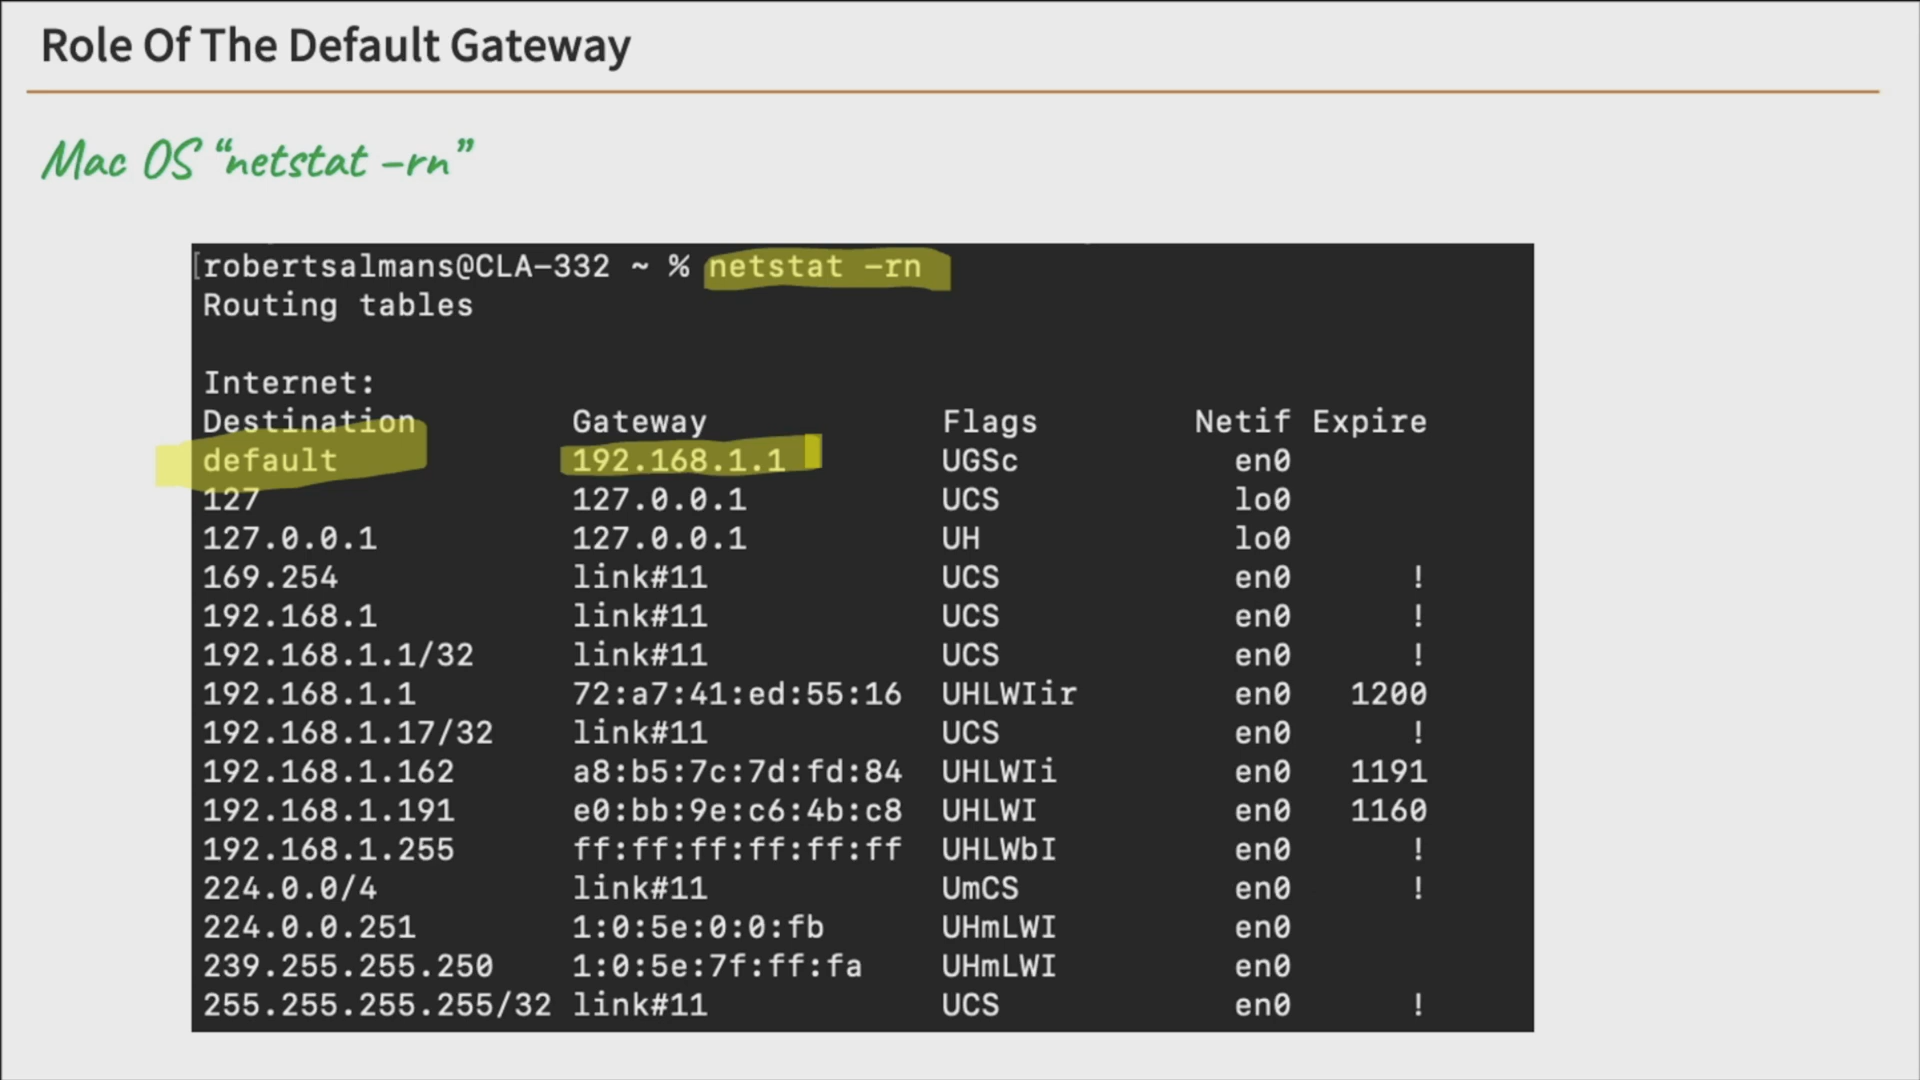 Role Of The Default Gateway
Mac OS “netstat –rn”
[robertsalmans@CLA-332 ~ % netstat -rn
Routing tables
Internet:
Destination Gateway Flags Netif Expire
default 192.168.1.1 UGSc en0
127 127.0.0.1 UCS lo0
127.0.0.1 127.0.0.1 UH lo0
169.254 link#11 UCS en0 !
192.168.1 link#11 UCS en0 !
192.168.1.1/32 link#11 UCS en0 !
192.168.1.1 72:a7:41:ed:55:16 UHLWIir en0 1200
192.168.1.17/32 link#11 UCS en0 !
192.168.1.162 a8:b5:7c:7d:fd:84 UHLWIi en0 1191
192.168.1.191 e0:bb:9e:c6:4b:c8 UHLWI en0 1160
192.168.1.255 ff:ff:ff:ff:ff:ff UHLWbI en0 !
224.0.0/4 link#11 UmCS en0 !
224.0.0.251 1:0:5e:0:0:fb UHmLWI en0
239.255.255.250 1:0:5e:7f:ff:fa UHmLWI en0
255.255.255.255/32 link#11 UCS en0 !